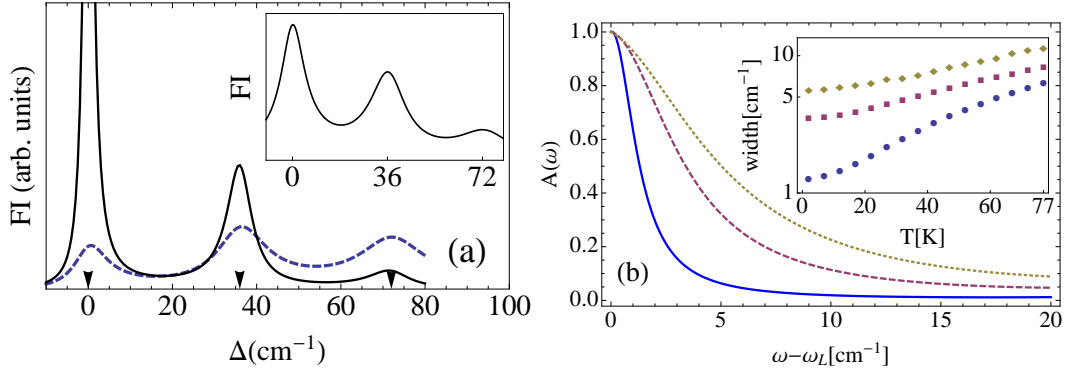 FI (arb. units)
FI
0 36 72
(a)
0 20 40 60 80 100
Δ(cm⁻¹)
A(ω)
1.0
0.8
0.6
0.4
0.2
0.0
width[cm⁻¹]
10
5
1
0 20 40 60 77
T[K]
(b)
0 5 10 15 20
ω−ω_L[cm⁻¹]